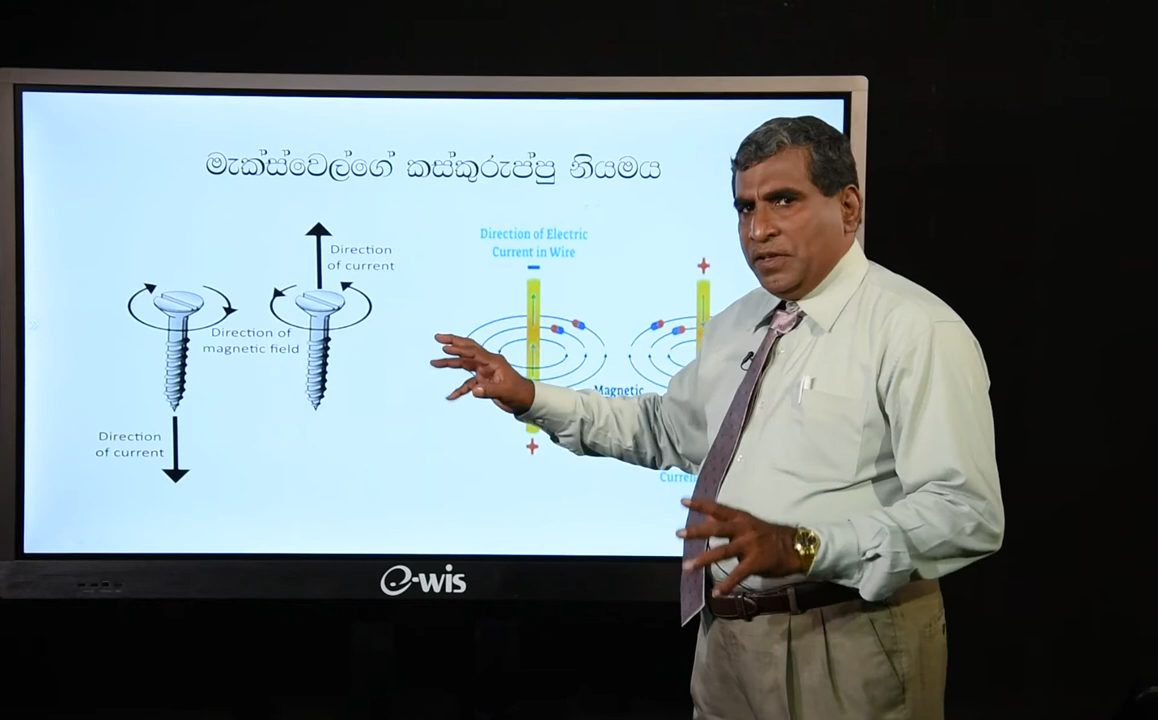 මැක්ස්වෙල්ගේ කස්කුරුප්පු නියමය
Direction
of current
Direction of
magnetic field
Direction
of current
Direction of Electric
Current in Wire
Magnetic
e-wis